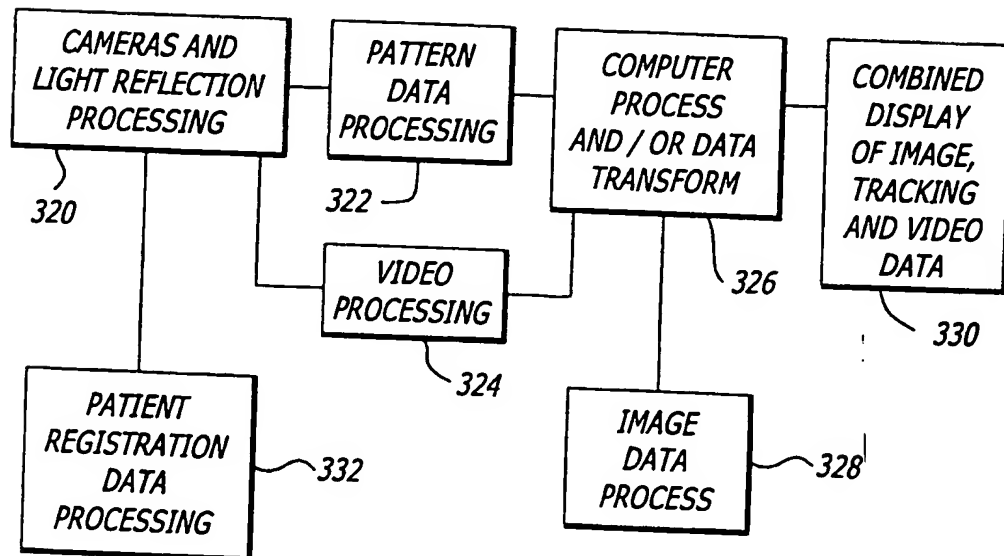 CAMERAS AND
LIGHT REFLECTION
PROCESSING
320
PATTERN
DATA
PROCESSING
322
VIDEO
PROCESSING
324
COMPUTER
PROCESS
AND / OR DATA
TRANSFORM
326
COMBINED
DISPLAY
OF IMAGE,
TRACKING
AND VIDEO
DATA
330
PATIENT
REGISTRATION
DATA
PROCESSING
332
IMAGE
DATA
PROCESS
328